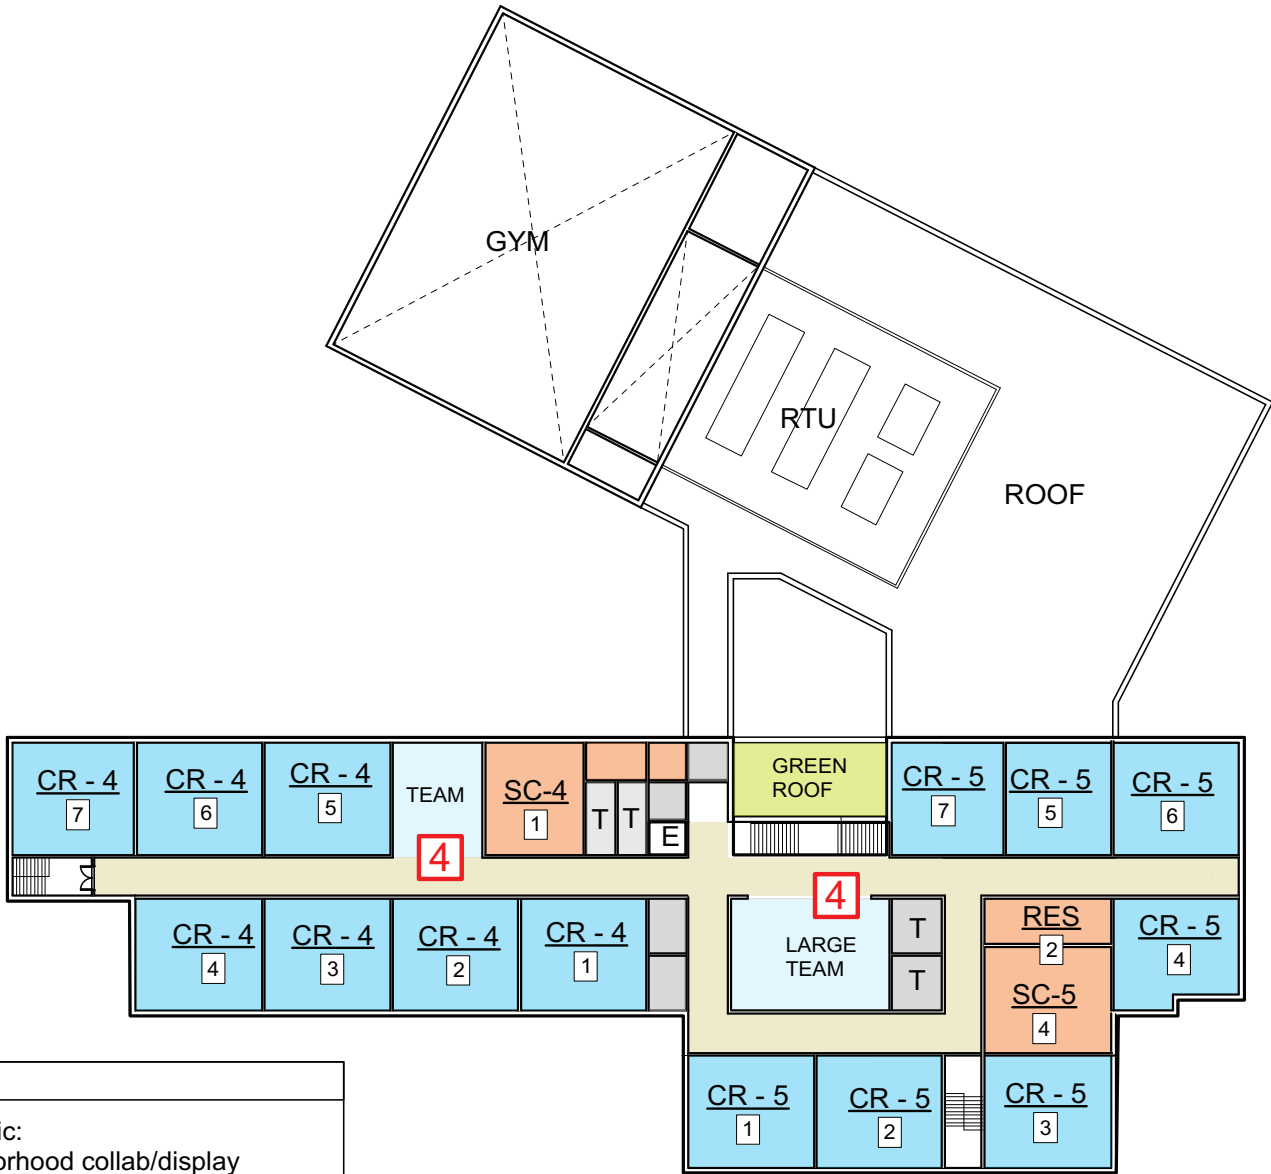 GYM
RTU
ROOF
CR - 4
7
CR - 4
6
CR - 4
5
TEAM
SC-4
1
T
T
E
GREEN
ROOF
CR - 5
7
CR - 5
5
CR - 5
6
4
4
CR - 4
4
CR - 4
3
CR - 4
2
CR - 4
1
LARGE
TEAM
T
T
RES
2
SC-5
4
CR - 5
4
CR - 5
1
CR - 5
2
CR - 5
3
ic:
orhood collab/display